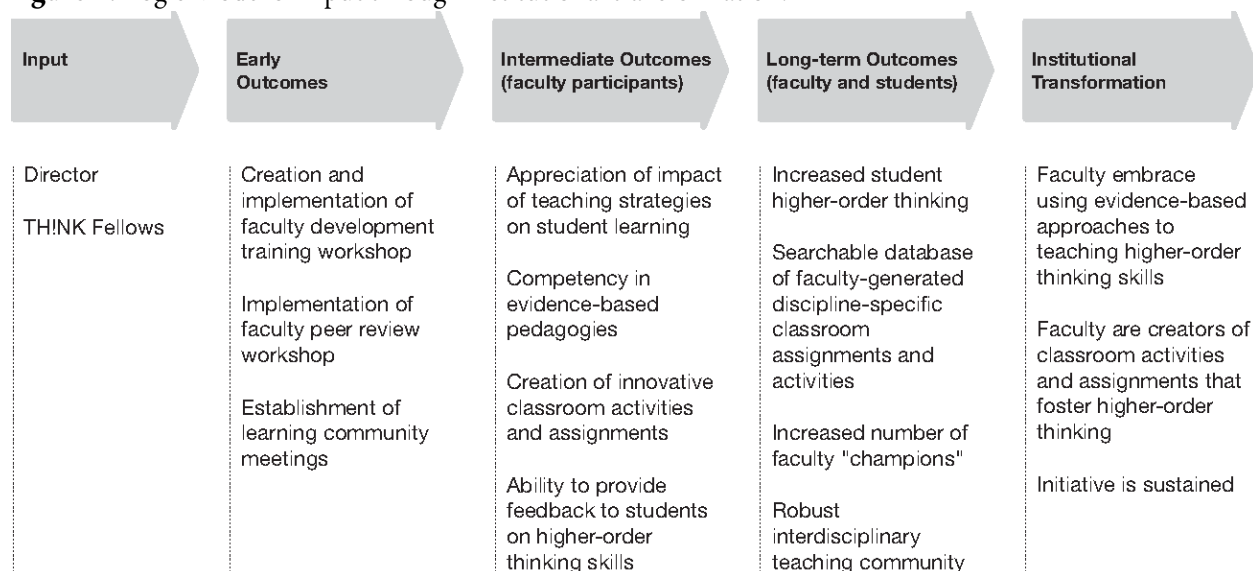 Input
Early
Outcomes
Intermediate Outcomes
(faculty participants)
Long-term Outcomes
(faculty and students)
Institutional
Transformation
Director
TH!NK Fellows
Creation and
implementation of
faculty development
training workshop
Implementation of
faculty peer review
workshop
Establishment of
learning community
meetings
Appreciation of impact
of teaching strategies
on student learning
Competency in
evidence-based
pedagogies
Creation of innovative
classroom activities
and assignments
Ability to provide
feedback to students
on higher-order
thinking skills
Increased student
higher-order thinking
Searchable database
of faculty-generated
discipline-specific
classroom
assignments and
activities
Increased number of
faculty "champions"
Robust
interdisciplinary
teaching community
Faculty embrace
using evidence-based
approaches to
teaching higher-order
thinking skills
Faculty are creators of
classroom activities
and assignments that
foster higher-order
thinking
Initiative is sustained